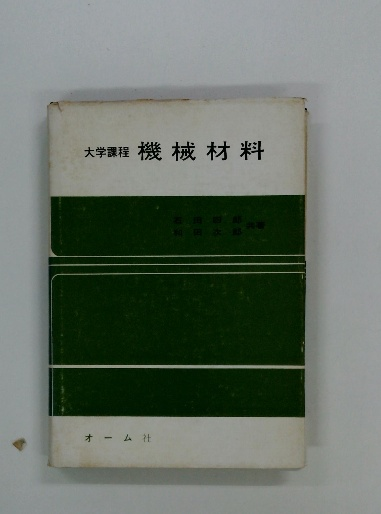 大学課程 機械材料
共著
オーム社